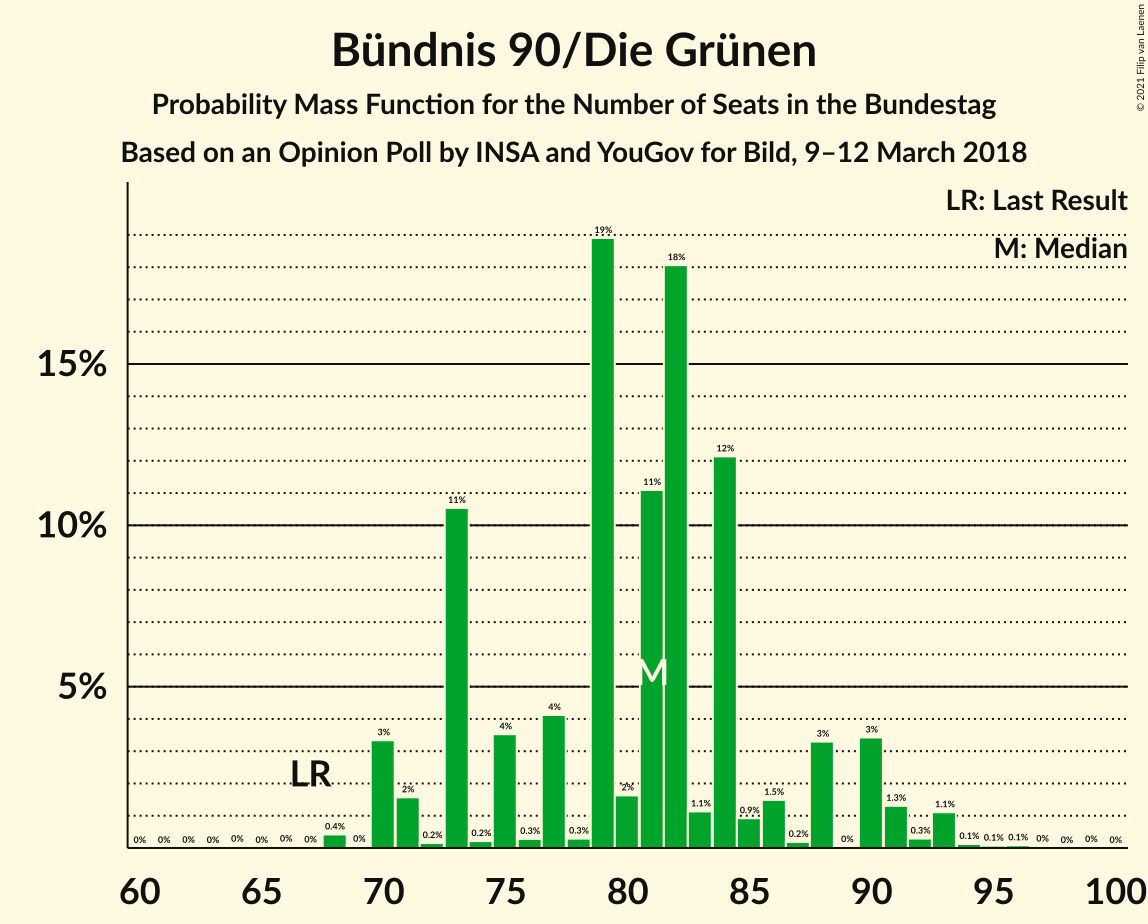 © 2021 Filip van Laenen
Bündnis 90/Die Grünen
Probability Mass Function for the Number of Seats in the Bundestag
Based on an Opinion Poll by INSA and YouGov for Bild, 9–12 March 2018
LR: Last Result
M: Median
15%
10%
5%
0% 0% 0% 0% 0% 0% 0% 0% 0.4% 0% 3% 2% 0.2% 11% 0.2% 4% 0.3% 4% 0.3% 19% 2% 11% 18% 1.1% 12% 0.9% 1.5% 0.2% 3% 0% 3% 1.3% 0.3% 1.1% 0.1% 0.1% 0.1% 0% 0% 0% 0%
LR
M
60 65 70 75 80 85 90 95 100